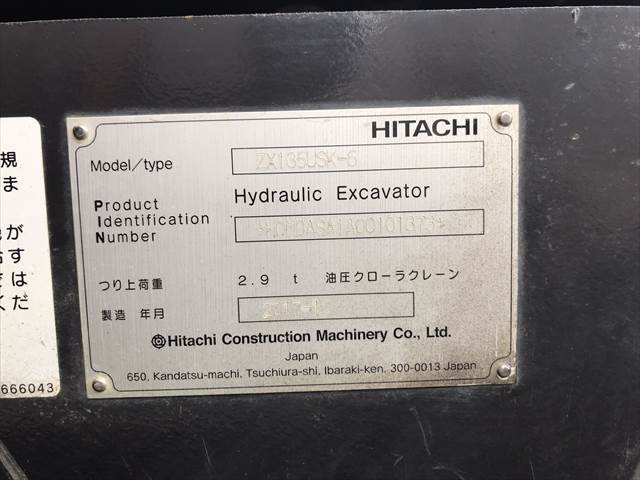 HITACHI
Model/type ZX135USK-6
Hydraulic Excavator
Product
Identification
Number
つり上荷重 2.9 t 油圧クローラクレーン
製造 年月
Hitachi Construction Machinery Co., Ltd.
Japan
650, Kandatsu-machi, Tsuchiura-shi, Ibaraki-ken, 300-0013 Japan
規
ま
が
す
は
くだ
666043